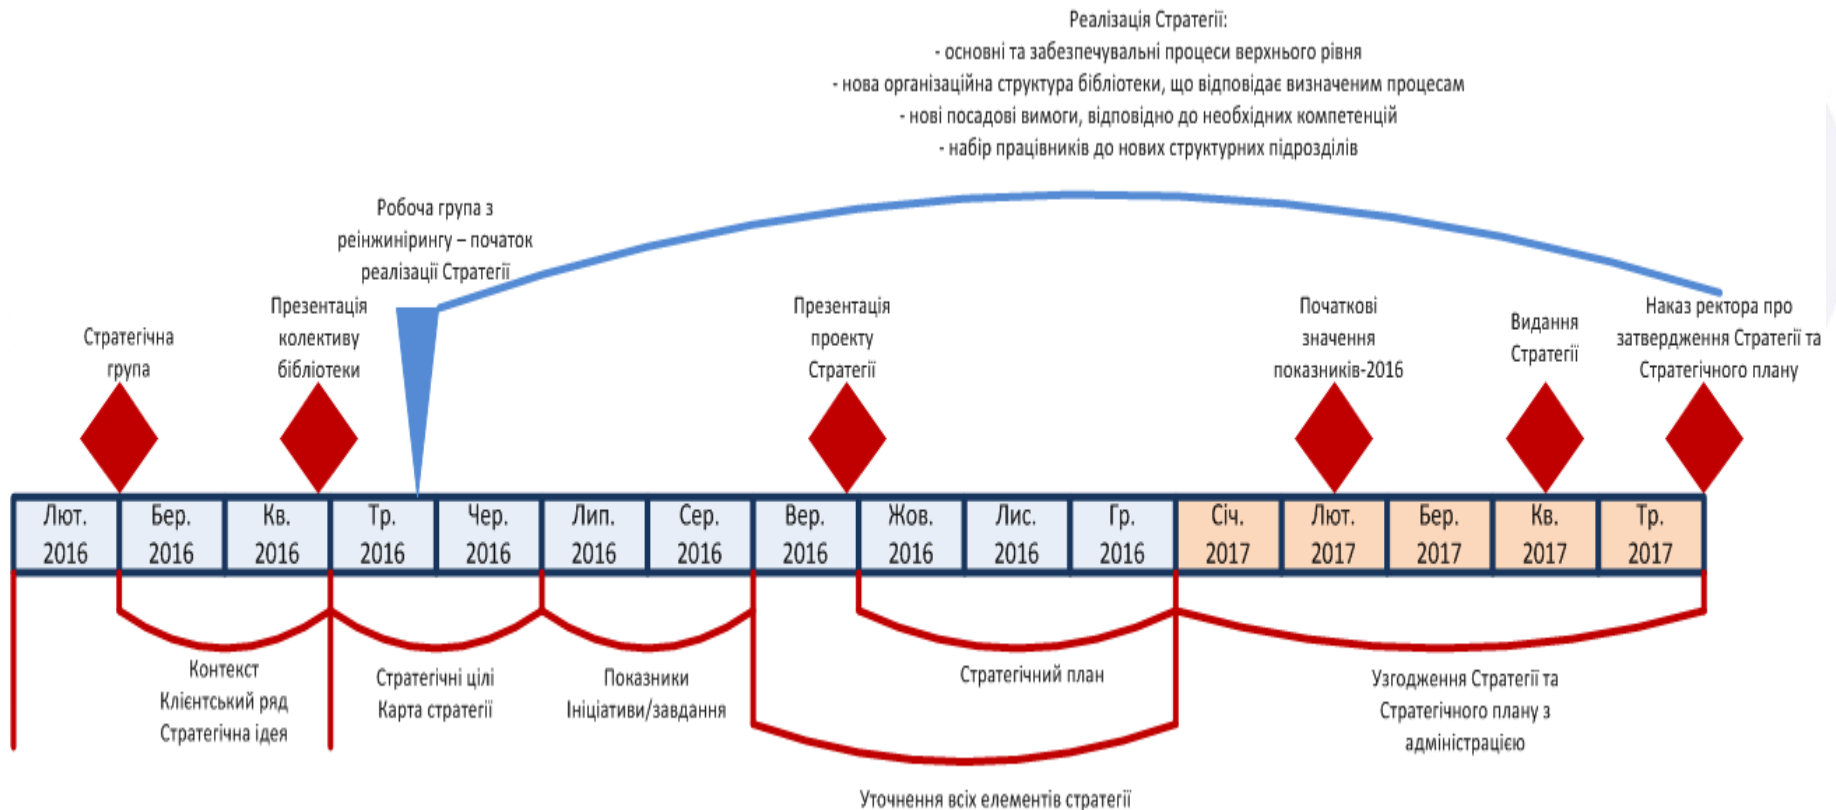 Реалізація Стратегії:
- основні та забезпечувальні процеси верхнього рівня
- нова організаційна структура бібліотеки, що відповідає визначеним процесам
- нові посадові вимоги, відповідно до необхідних компетенцій
- набір працівників до нових структурних підрозділів
Робоча група з
реінжинірингу – початок
реалізації Стратегії
Стратегічна
група
Презентація
колективу
бібліотеки
Презентація
проекту
Стратегії
Початкові
значення
показників-2016
Видання
Стратегії
Наказ ректора про
затвердження Стратегії та
Стратегічного плану
Лют.
2016
Бер.
2016
Кв.
2016
Тр.
2016
Чер.
2016
Лип.
2016
Сер.
2016
Вер.
2016
Жов.
2016
Лис.
2016
Гр.
2016
Січ.
2017
Лют.
2017
Бер.
2017
Кв.
2017
Тр.
2017
Контекст
Клієнтський ряд
Стратегічна ідея
Стратегічні цілі
Карта стратегії
Показники
Ініціативи/завдання
Стратегічний план
Узгодження Стратегії та
Стратегічного плану з
адміністрацією
Уточнення всіх елементів стратегії